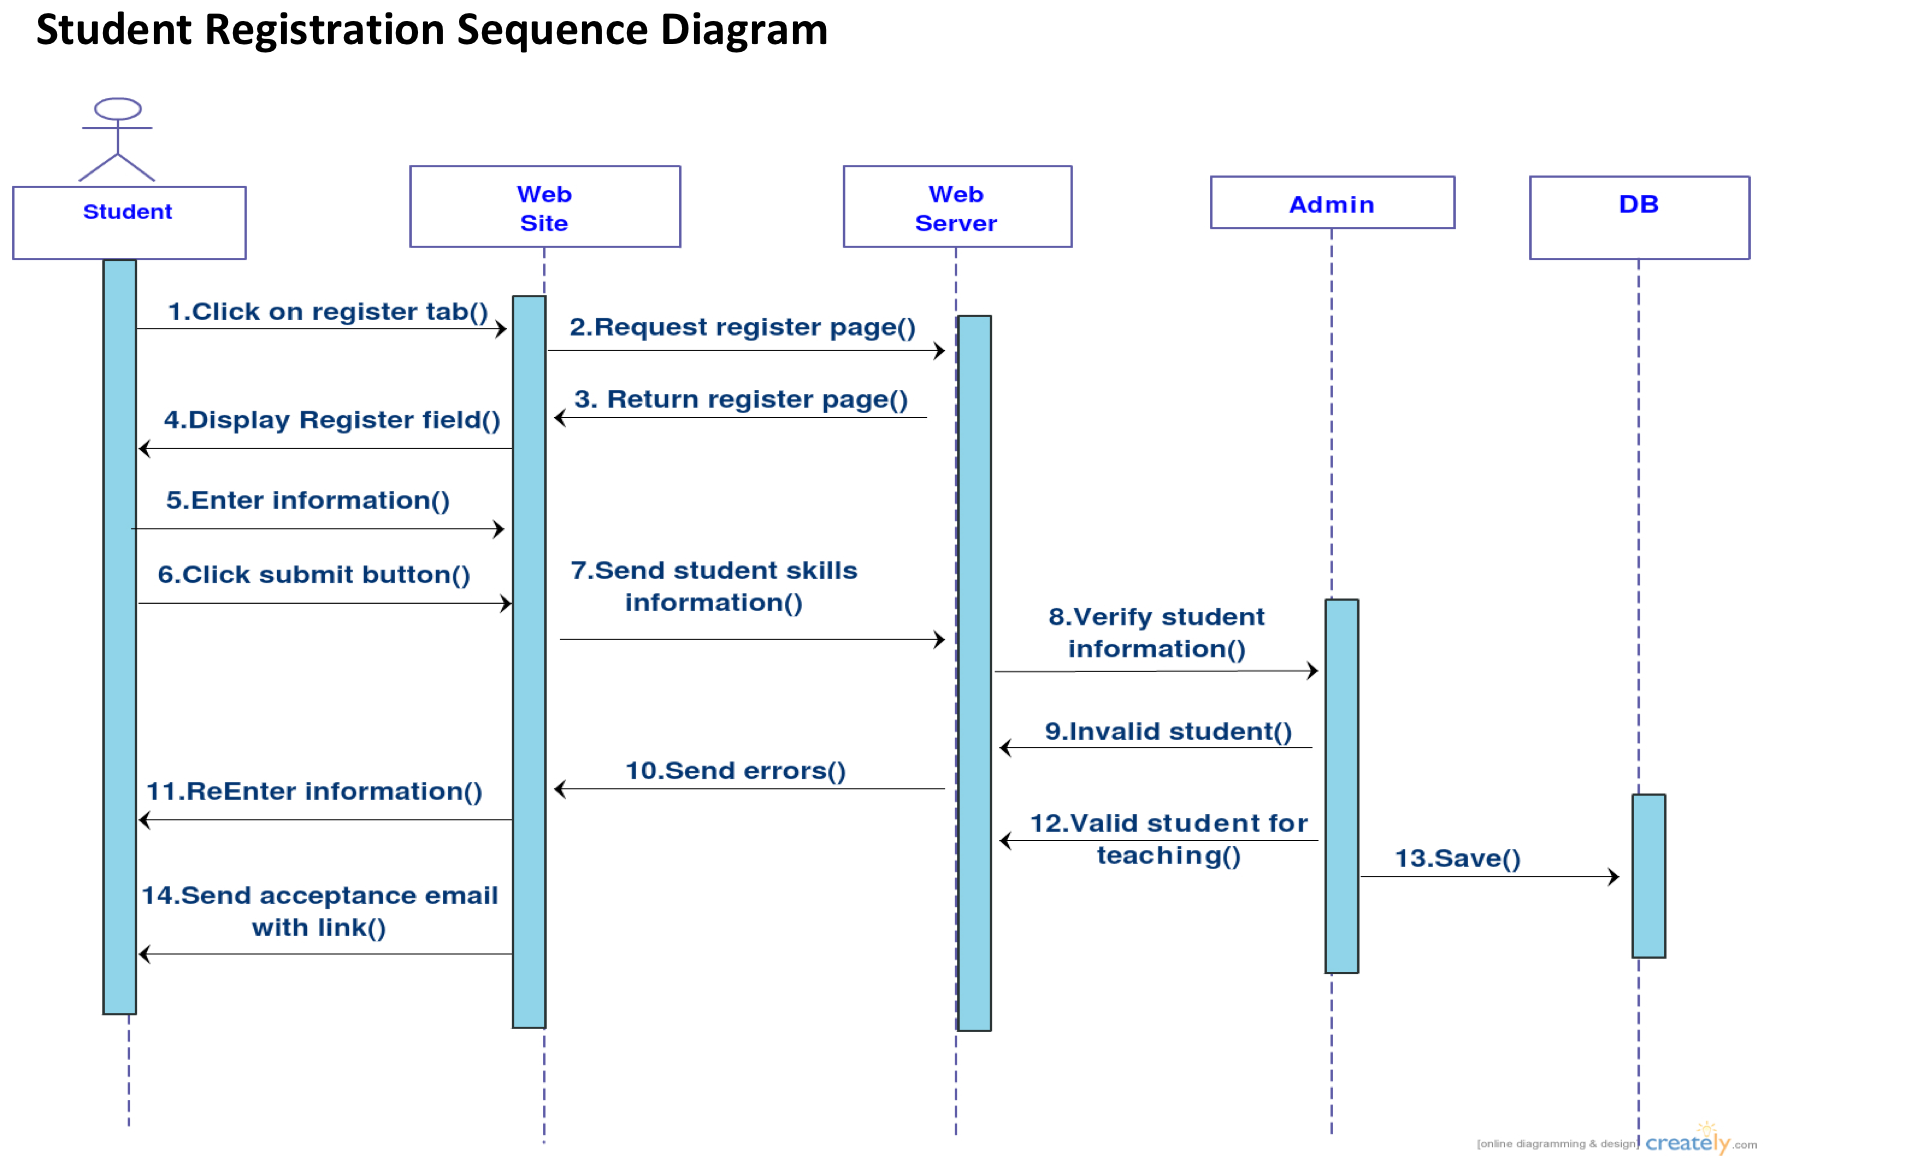 Student Registration Sequence Diagram
Student
Web
Site
Web
Server
Admin
DB
1.Click on register tab()
2.Request register page()
3. Return register page()
4.Display Register field()
5.Enter information()
6.Click submit button()
7.Send student skills
information()
8.Verify student
information()
9.Invalid student()
10.Send errors()
11.ReEnter information()
12.Valid student for
teaching()
13.Save()
14.Send acceptance email
with link()
[online diagramming & design] creately.com